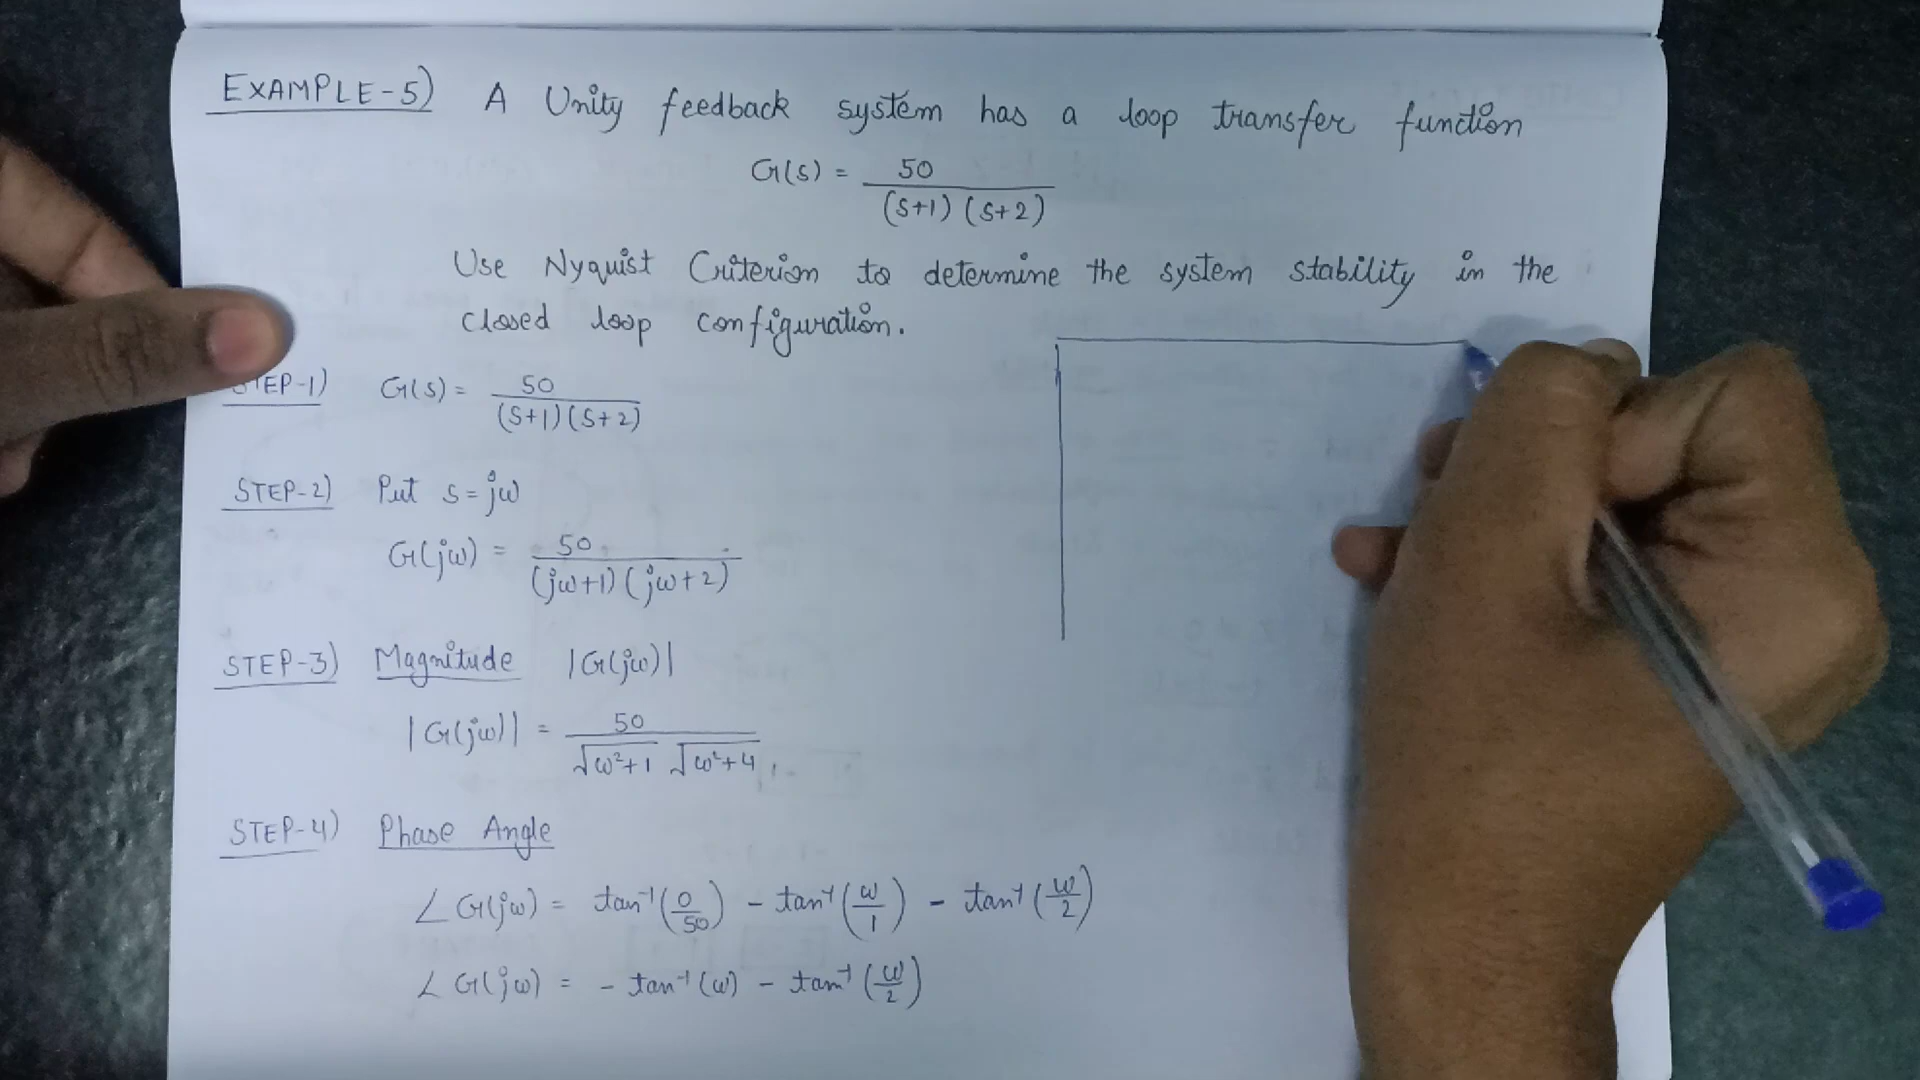 EXAMPLE-5) A Unity feedback system has a loop transfer function
G(s) = 50 / (s+1) (s+2)
Use Nyquist Criterion to determine the system stability in the
closed loop configuration.
STEP-1) G(s) = 50 / (s+1)(s+2)
STEP-2) Put s = jω
G(jω) = 50 / (jω+1) (jω+2)
STEP-3) Magnitude |G(jω)|
|G(jω)| = 50 / √ω²+1 √ω²+4
STEP-4) Phase Angle
∠G(jω) = tan⁻¹(0/50) - tan⁻¹(ω/1) - tan⁻¹(ω/2)
∠G(jω) = - tan⁻¹(ω) - tan⁻¹(ω/2)